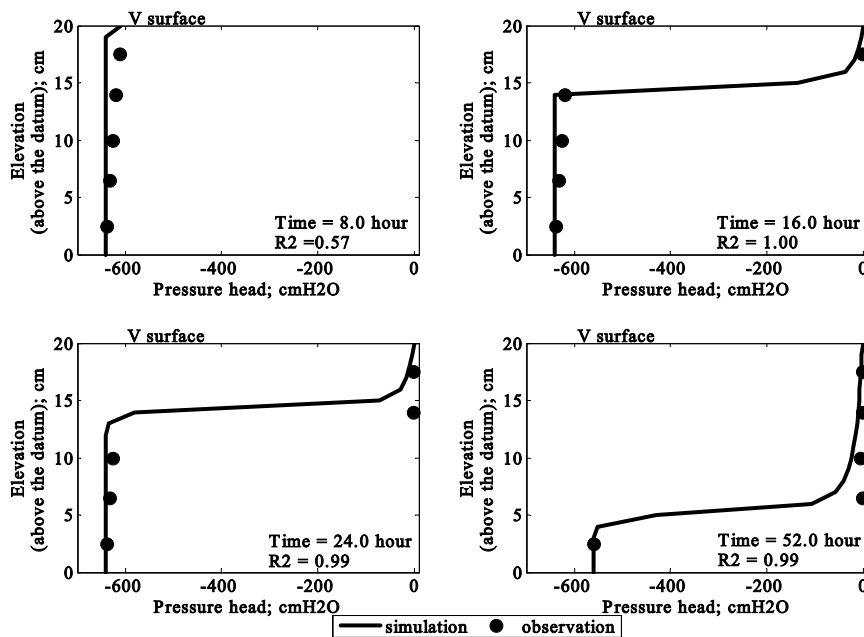 V surface
20
15
10
5
0
Elevation
(above the datum); cm
Time = 8.0 hour
R2 =0.57
-600 -400 -200 0
Pressure head; cmH2O
V surface
20
15
10
5
0
Elevation
(above the datum); cm
Time = 16.0 hour
R2 = 1.00
-600 -400 -200 0
Pressure head; cmH2O
V surface
20
15
10
5
0
Elevation
(above the datum); cm
Time = 24.0 hour
R2 = 0.99
-600 -400 -200 0
Pressure head; cmH2O
V surface
20
15
10
5
0
Elevation
(above the datum); cm
Time = 52.0 hour
R2 = 0.99
-600 -400 -200 0
Pressure head; cmH2O
simulation observation